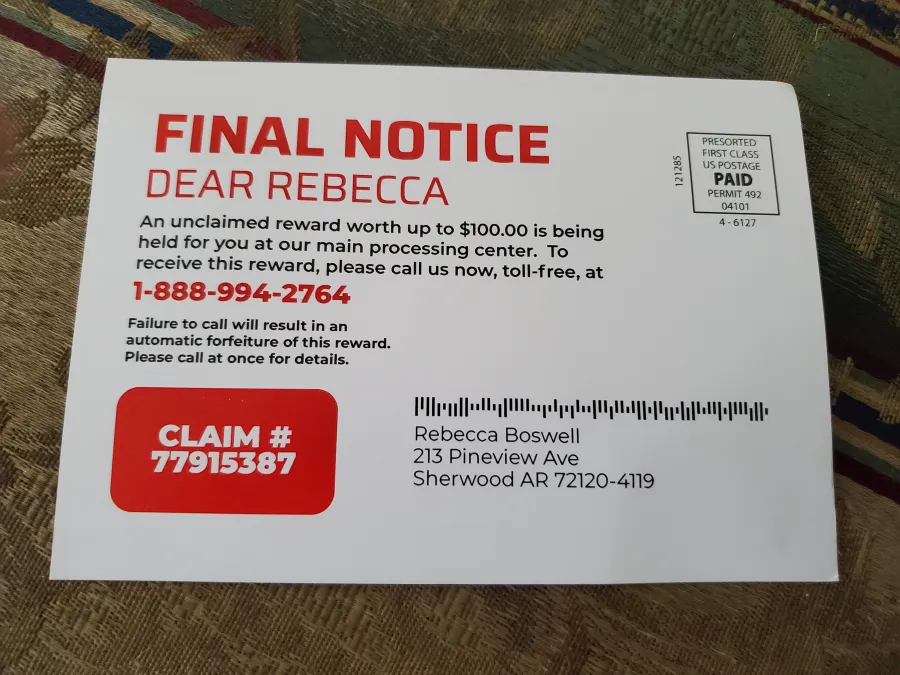 FINAL NOTICE
DEAR REBECCA
An unclaimed reward worth up to $100.00 is being
held for you at our main processing center. To
receive this reward, please call us now, toll-free, at
1-888-994-2764
Failure to call will result in an
automatic forfeiture of this reward.
Please call at once for details.
CLAIM #
77915387
121285
PRESORTED
FIRST CLASS
US POSTAGE
PAID
PERMIT 492
04101
4 - 6127
Rebecca Boswell
213 Pineview Ave
Sherwood AR 72120-4119